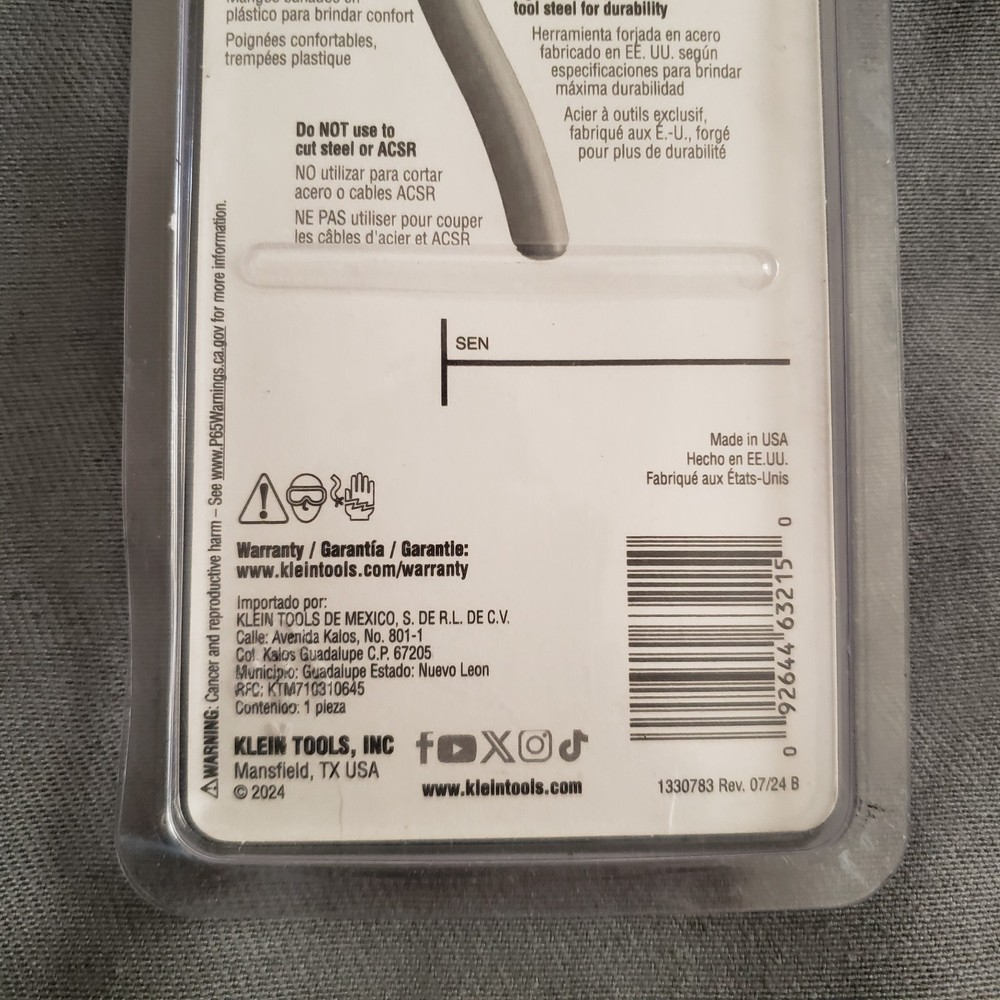 plástico para brindar confort
Poignées confortables,
trempées plastique
Do NOT use to
cut steel or ACSR
NO utilizar para cortar
acero o cables ACSR
NE PAS utiliser pour couper
les câbles d'acier et ACSR
tool steel for durability
Herramienta forjada en acero
fabricado en EE. UU. según
especificaciones para brindar
máxima durabilidad
Acier à outils exclusif,
fabriqué aux É.-U., forgé
pour plus de durabilité
SEN
Made in USA
Hecho en EE.UU.
Fabriqué aux États-Unis
⚠WARNING: Cancer and reproductive harm – See www.P65Warnings.ca.gov for more information.
Warranty / Garantía / Garantie:
www.kleintools.com/warranty
Importado por:
KLEIN TOOLS DE MEXICO, S. DE R.L. DE C.V.
Calle: Avenida Kalos, No. 801-1
Col. Kalos Guadalupe C.P. 67205
Municipio: Guadalupe Estado: Nuevo Leon
RFC: KTM710310645
Contenido: 1 pieza
KLEIN TOOLS, INC
Mansfield, TX USA
© 2024
www.kleintools.com
0 92644 63215 0
1330783 Rev. 07/24 B